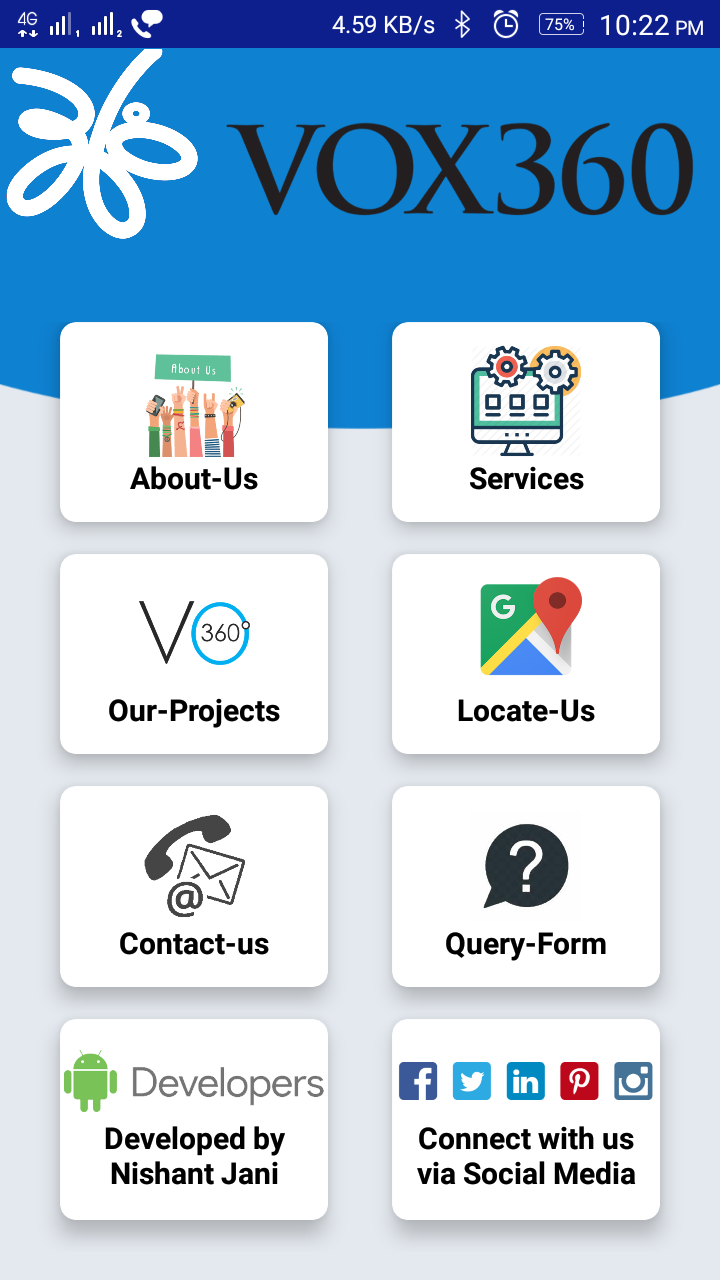 4G 1 2 4.59 KB/s 75% 10:22 PM
VOX360
About Us
About-Us
Services
V 360°
Our-Projects
G
Locate-Us
@
Contact-us
?
Query-Form
Developers
Developed by
Nishant Jani
f in
Connect with us
via Social Media